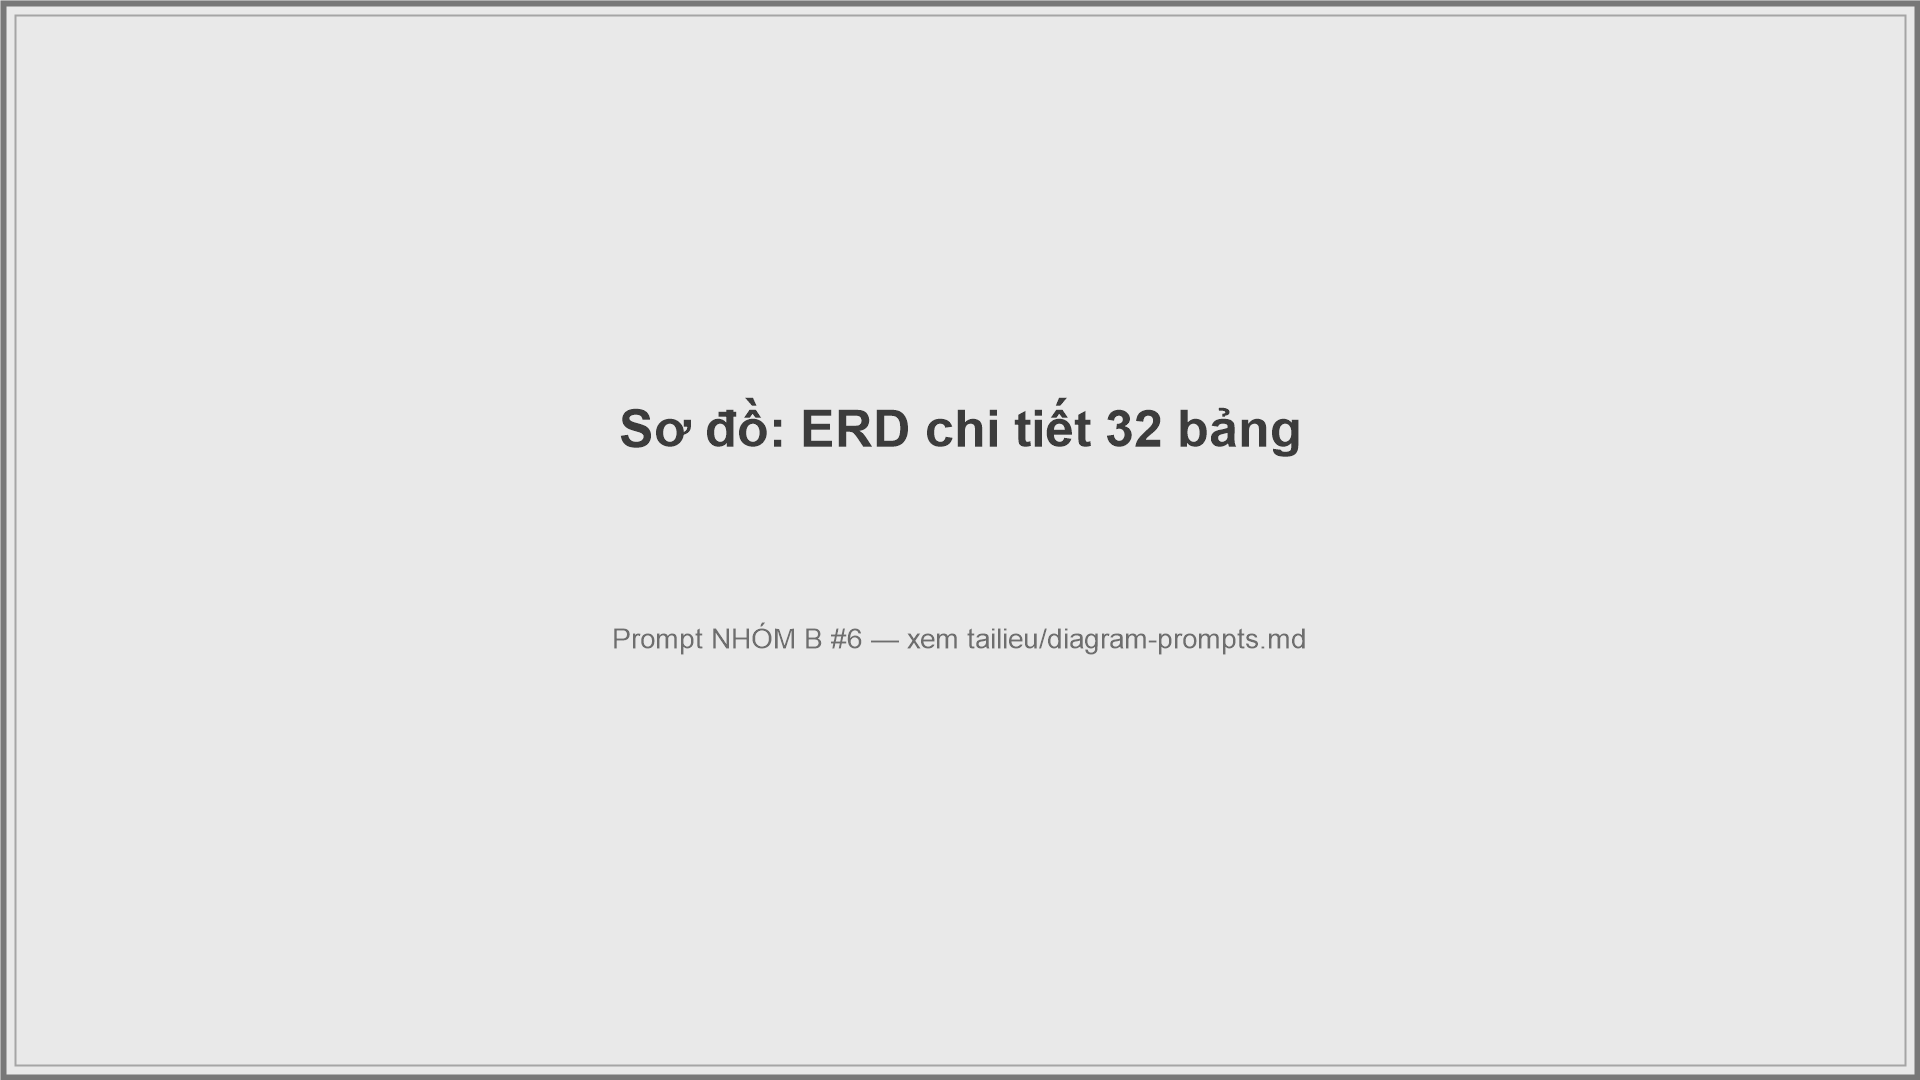 Sơ đồ: ERD chi tiết 32 bảng
Prompt NHÓM B #6 — xem tailieu/diagram-prompts.md